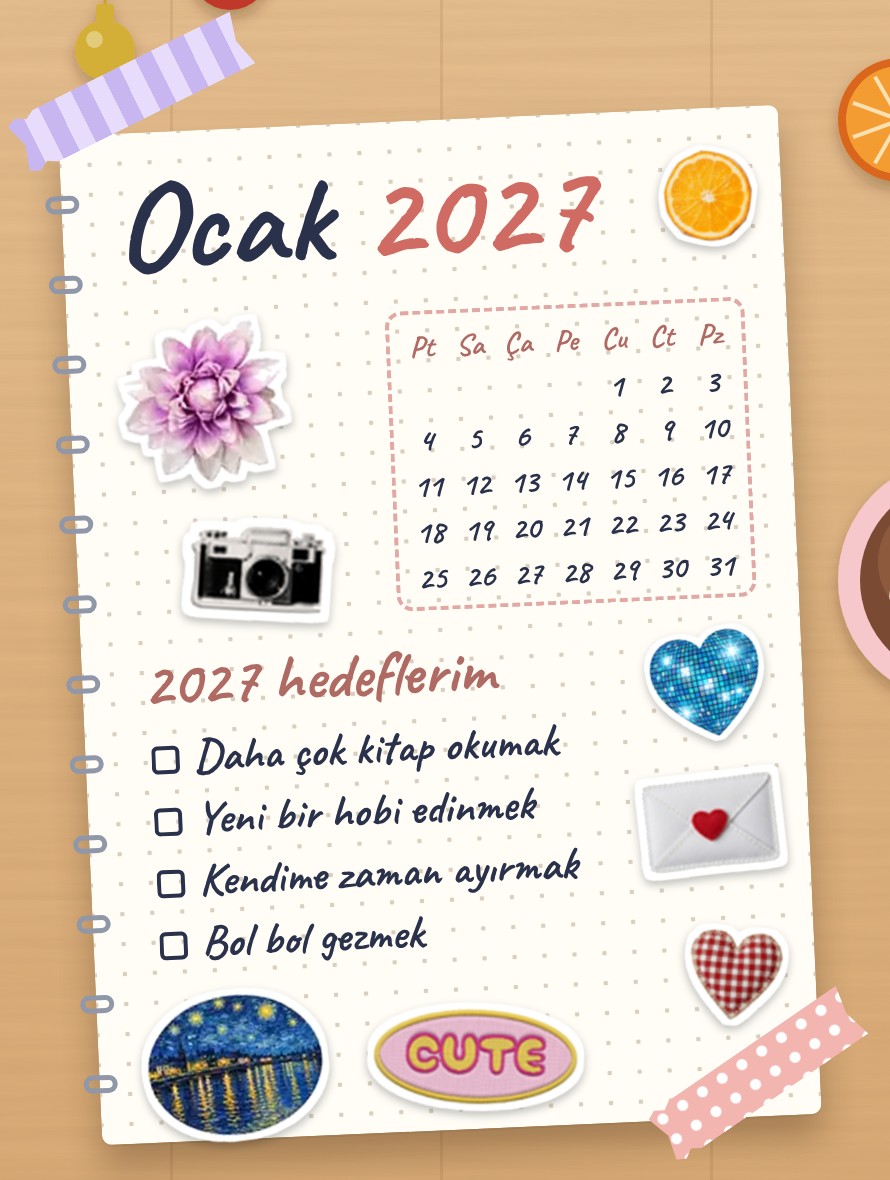 Ocak 2027
Pt Sa Ça Pe Cu Ct Pz
1 2 3
4 5 6 7 8 9 10
11 12 13 14 15 16 17
18 19 20 21 22 23 24
25 26 27 28 29 30 31
2027 hedeflerim
Daha çok kitap okumak
Yeni bir hobi edinmek
Kendime zaman ayırmak
Bol bol gezmek
CUTE